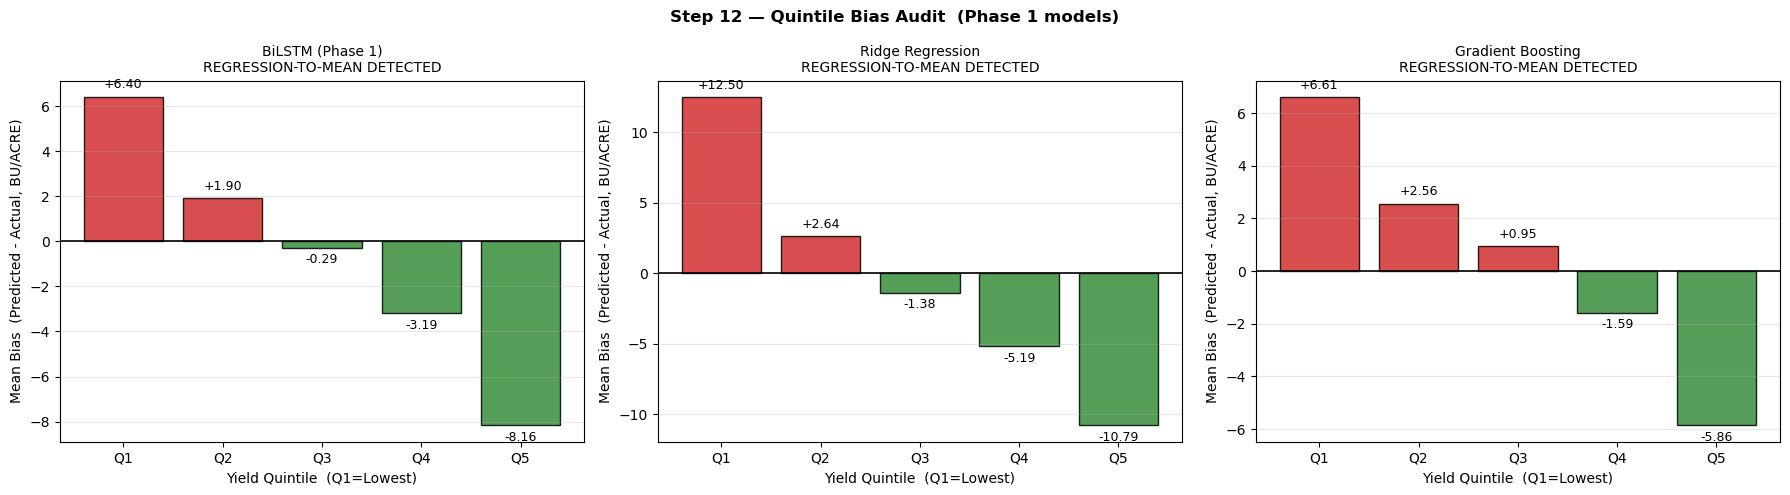 Step 12 — Quintile Bias Audit  (Phase 1 models)
BiLSTM (Phase 1)
REGRESSION-TO-MEAN DETECTED
Mean Bias  (Predicted - Actual, BU/ACRE)
6
4
2
0
−2
−4
−6
−8
+6.40
+1.90
-0.29
-3.19
-8.16
Q1 Q2 Q3 Q4 Q5
Yield Quintile  (Q1=Lowest)
Ridge Regression
REGRESSION-TO-MEAN DETECTED
Mean Bias  (Predicted - Actual, BU/ACRE)
10
5
0
−5
−10
+12.50
+2.64
-1.38
-5.19
-10.79
Q1 Q2 Q3 Q4 Q5
Yield Quintile  (Q1=Lowest)
Gradient Boosting
REGRESSION-TO-MEAN DETECTED
Mean Bias  (Predicted - Actual, BU/ACRE)
6
4
2
0
−2
−4
−6
+6.61
+2.56
+0.95
-1.59
-5.86
Q1 Q2 Q3 Q4 Q5
Yield Quintile  (Q1=Lowest)